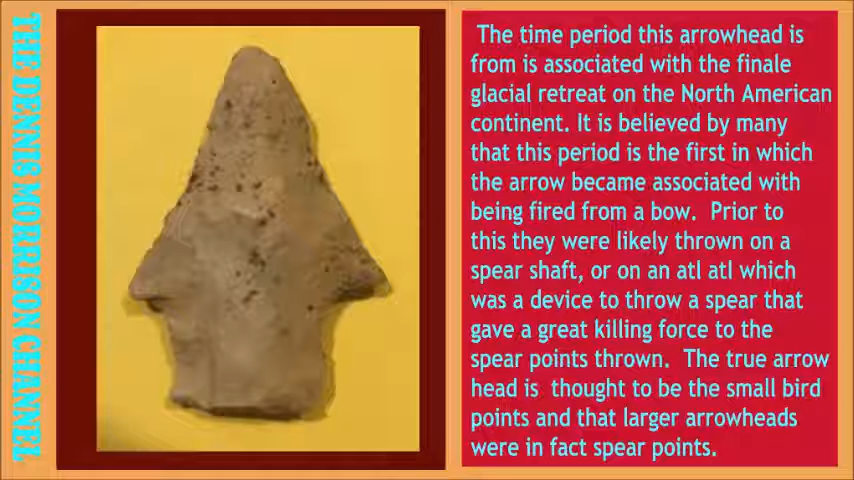 THE DENNIS MORRISON CHANNEL
The time period this arrowhead is
from is associated with the finale
glacial retreat on the North American
continent. It is believed by many
that this period is the first in which
the arrow became associated with
being fired from a bow. Prior to
this they were likely thrown on a
spear shaft, or on an atl atl which
was a device to throw a spear that
gave a great killing force to the
spear points thrown. The true arrow
head is thought to be the small bird
points and that larger arrowheads
were in fact spear points.